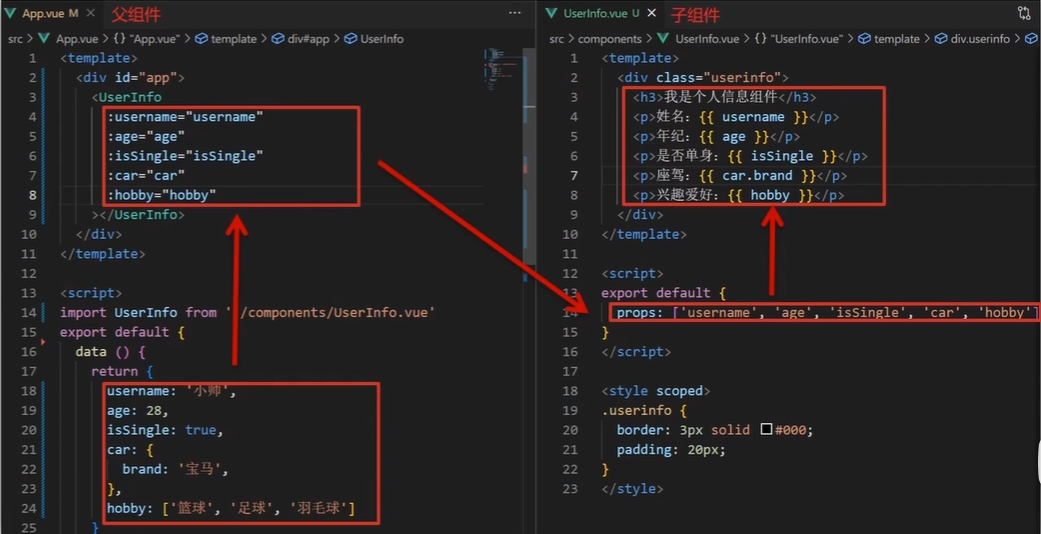 App.vue M
父组件
src > App.vue > {} "App.vue" > template > div#app > UserInfo
1 <template>
2 <div id="app">
3 <UserInfo
4 :username="username"
5 :age="age"
6 :isSingle="isSingle"
7 :car="car"
8 :hobby="hobby"
9 ></UserInfo>
10 </div>
11 </template>
12
13 <script>
14 import UserInfo from './components/UserInfo.vue'
15 export default {
16 data () {
17 return {
18 username: '小帅',
19 age: 28,
20 isSingle: true,
21 car: {
22 brand: '宝马',
23 },
24 hobby: ['篮球', '足球', '羽毛球']
25 }
UserInfo.vue U
子组件
src > components > UserInfo.vue > {} "UserInfo.vue" > template > div.userinfo >
1 <template>
2 <div class="userinfo">
3 <h3>我是个人信息组件</h3>
4 <p>姓名: {{ username }}</p>
5 <p>年纪: {{ age }}</p>
6 <p>是否单身: {{ isSingle }}</p>
7 <p>座驾: {{ car.brand }}</p>
8 <p>兴趣爱好: {{ hobby }}</p>
9 </div>
10 </template>
11
12 <script>
13 export default {
14 props: ['username', 'age', 'isSingle', 'car', 'hobby']
15 }
16 </script>
17
18 <style scoped>
19 .userinfo {
20 border: 3px solid #000;
21 padding: 20px;
22 }
23 </style>